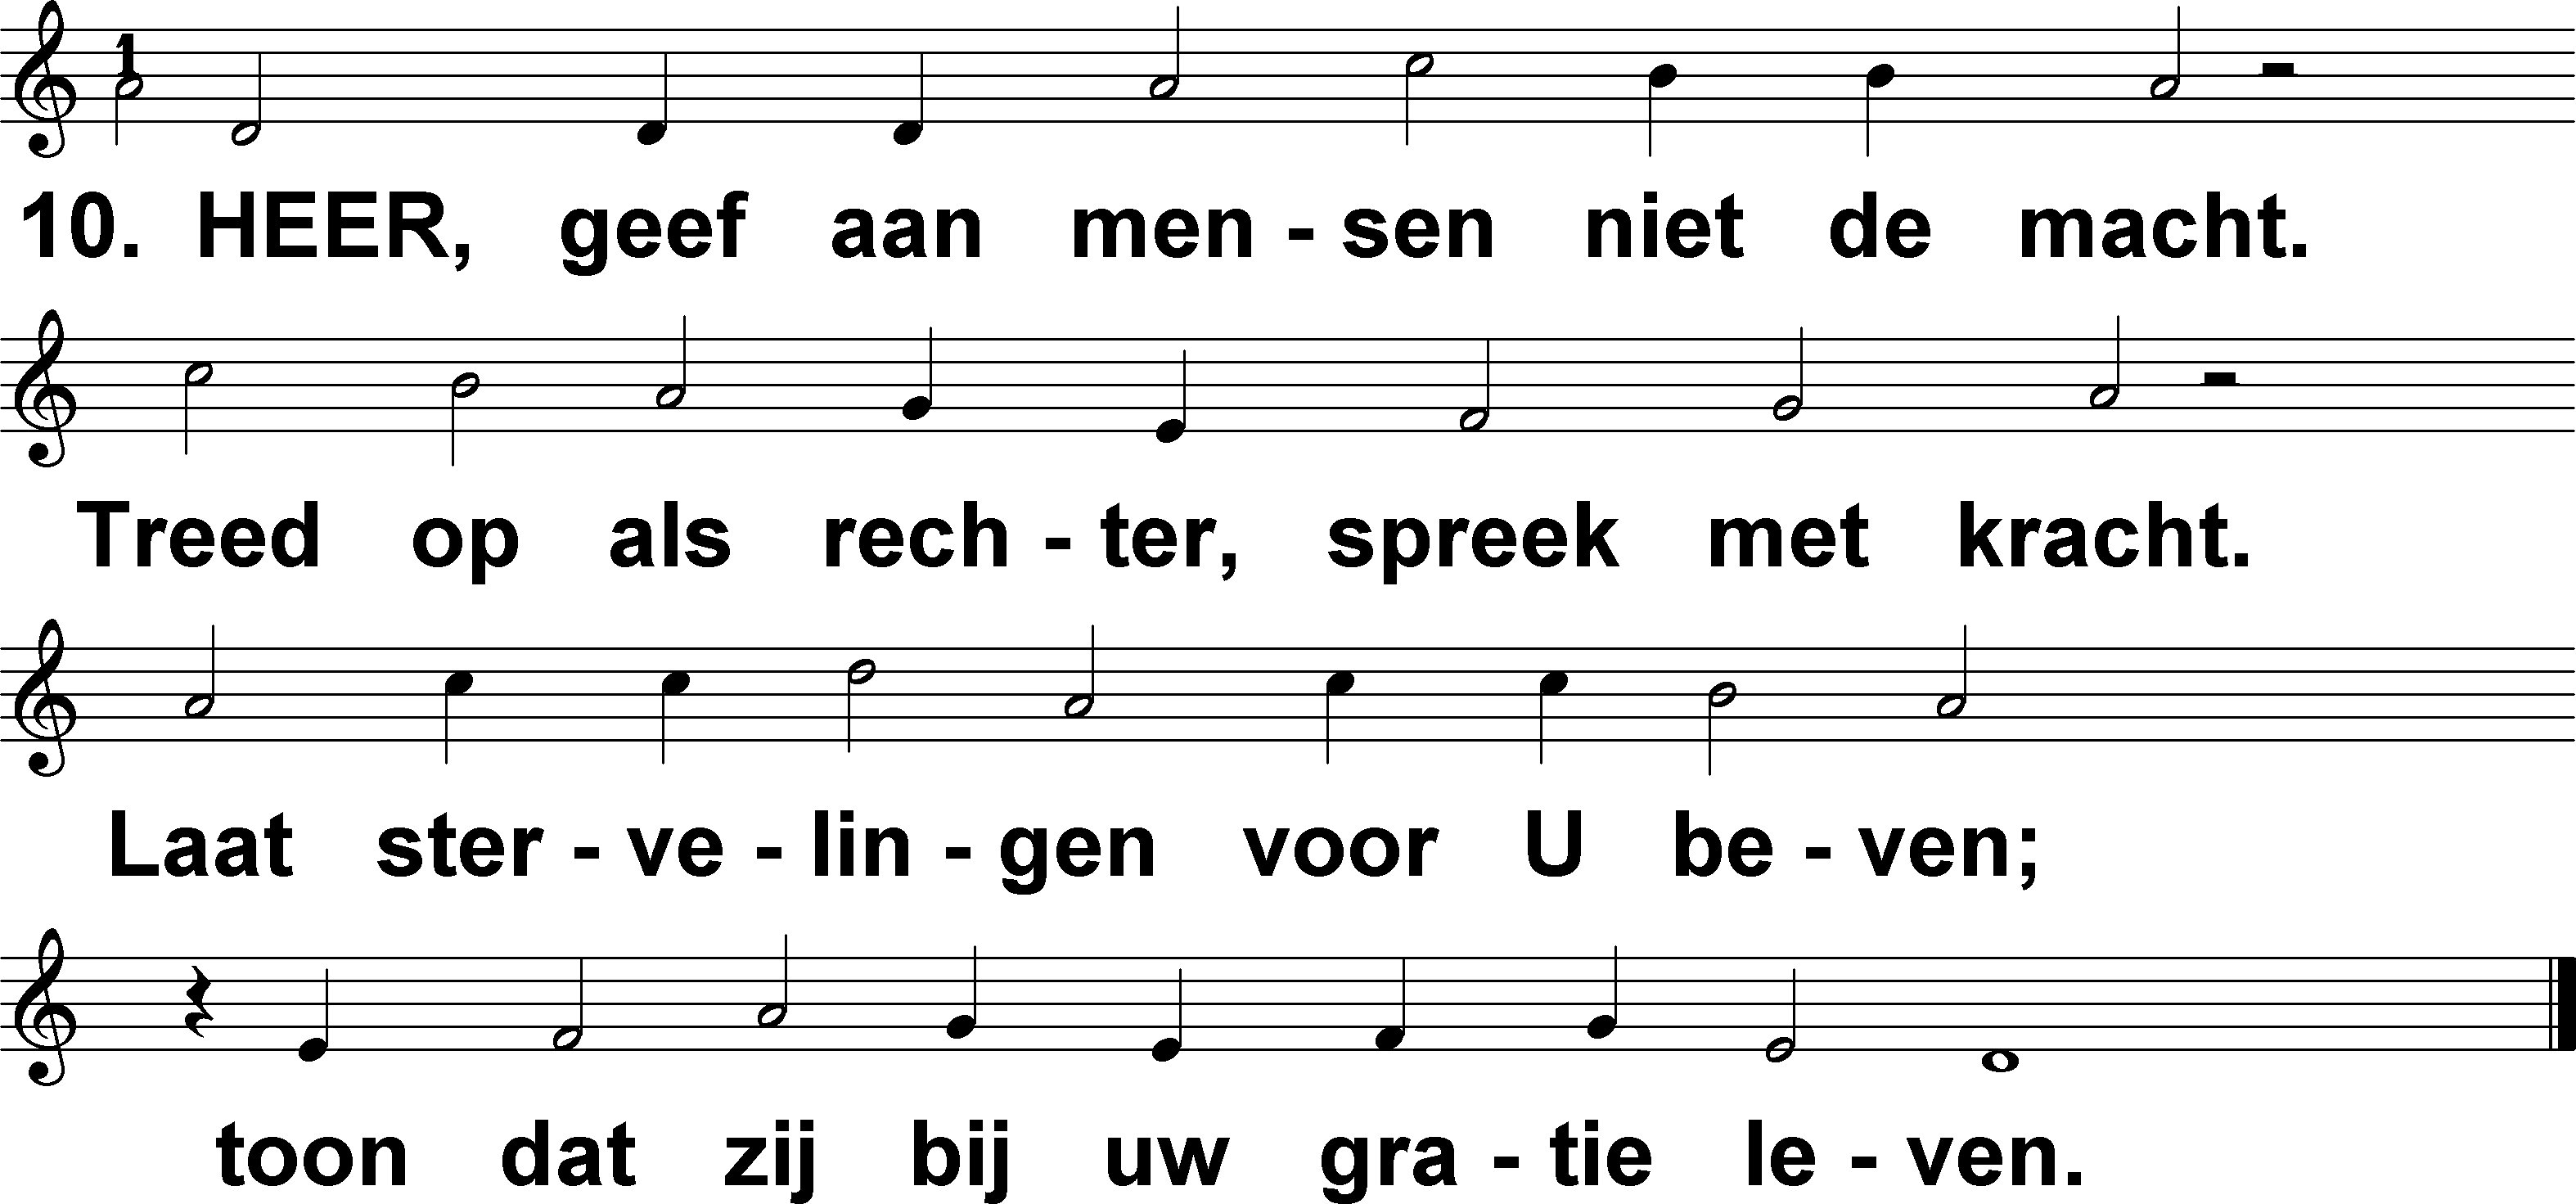 1
10. HEER, geef aan men - sen niet de macht.
Treed op als rech - ter, spreek met kracht.
Laat ster - ve - lin - gen voor U be - ven;
toon dat zij bij uw gra - tie le - ven.